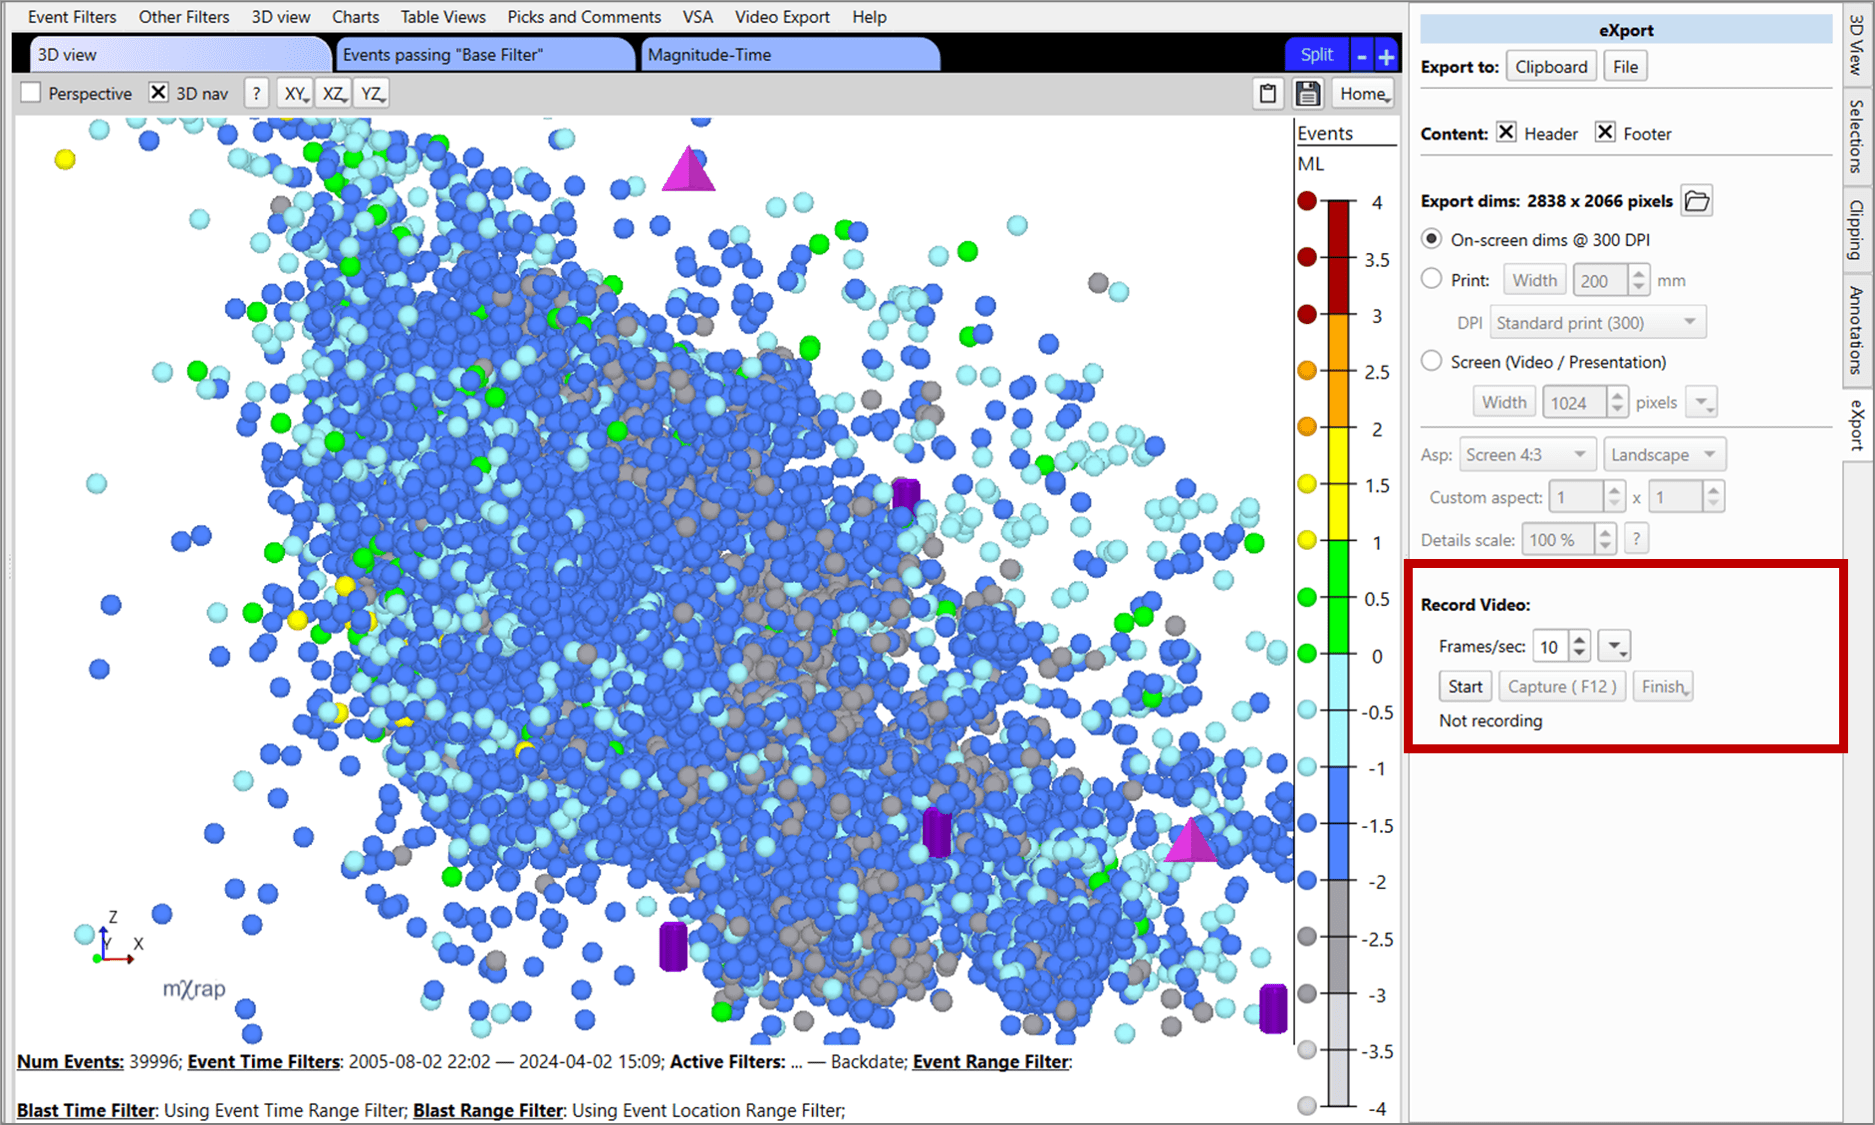 Event Filters Other Filters 3D view Charts Table Views Picks and Comments VSA Video Export Help
3D view Events passing "Base Filter" Magnitude-Time Split - +
Perspective 3D nav ? XY XZ YZ Home
Events
ML
4
3.5
3
2.5
2
1.5
1
0.5
0
-0.5
-1
-1.5
-2
-2.5
-3
-3.5
-4
Z
Y X
mXrap
Num Events: 39996; Event Time Filters: 2005-08-02 22:02 — 2024-04-02 15:09; Active Filters: ... — Backdate; Event Range Filter:
Blast Time Filter: Using Event Time Range Filter; Blast Range Filter: Using Event Location Range Filter;
eXport
Export to: Clipboard File
Content: Header Footer
Export dims: 2838 x 2066 pixels
On-screen dims @ 300 DPI
Print: Width 200 mm
DPI Standard print (300)
Screen (Video / Presentation)
Width 1024 pixels
Asp: Screen 4:3 Landscape
Custom aspect: 1 x 1
Details scale: 100 % ?
Record Video:
Frames/sec: 10
Start Capture ( F12 ) Finish
Not recording
3D View
Selections
Clipping
Annotations
eXport